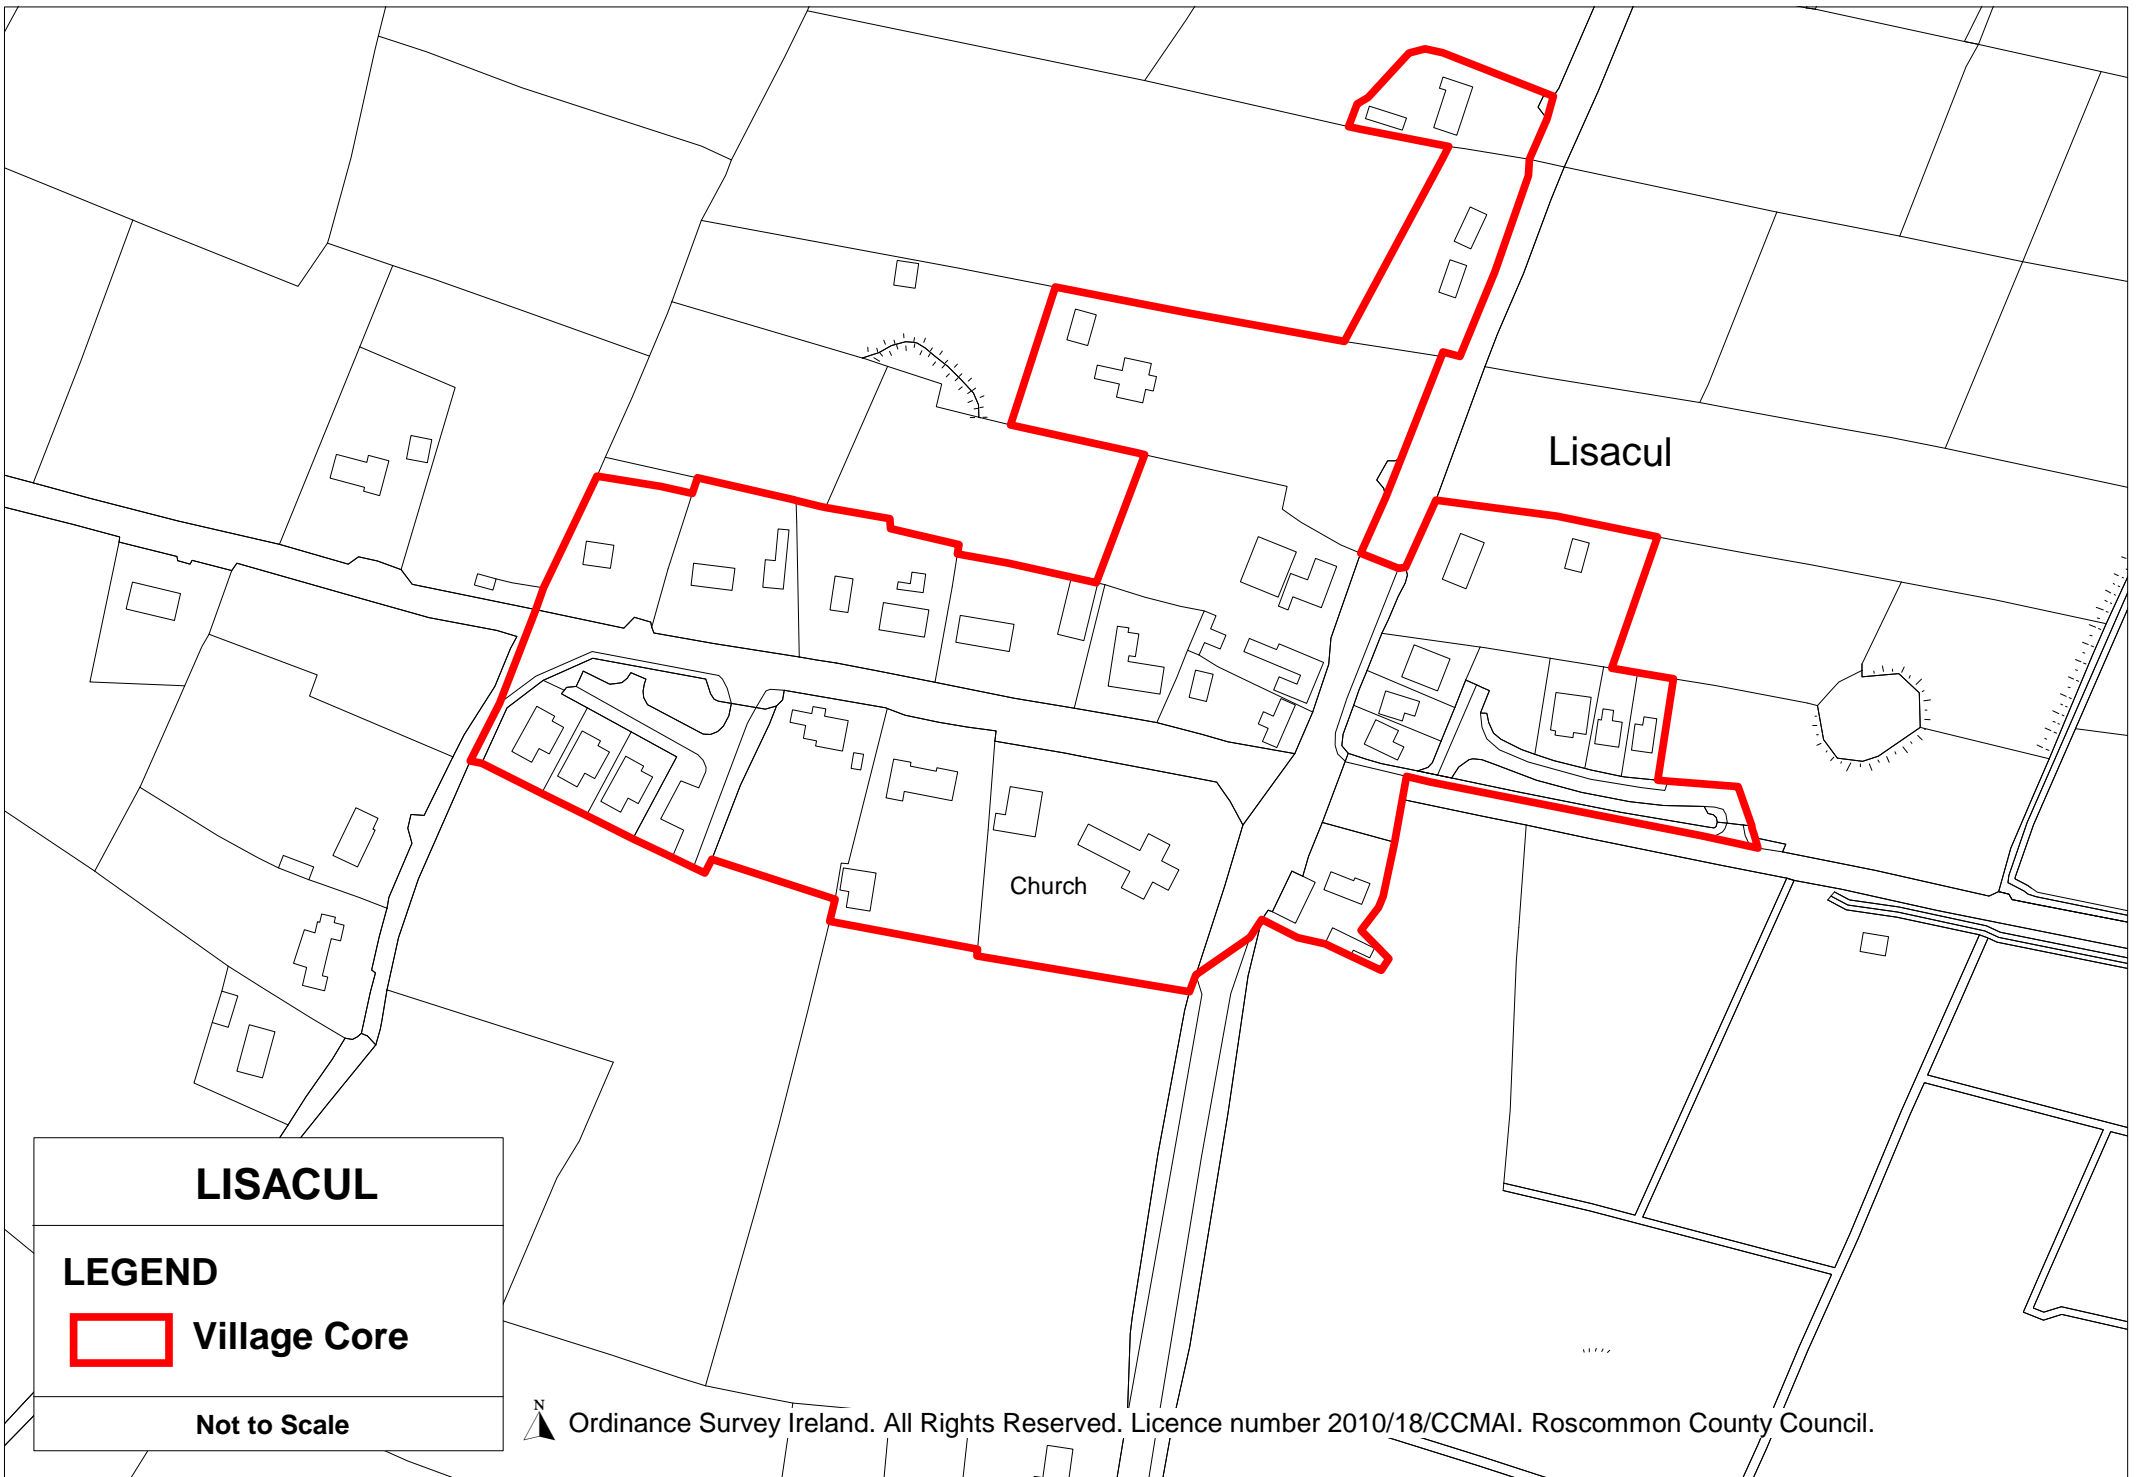 Lisacul
Church
LISACUL
LEGEND
Village Core
Not to Scale
N
Ordinance Survey Ireland. All Rights Reserved. Licence number 2010/18/CCMAI. Roscommon County Council.